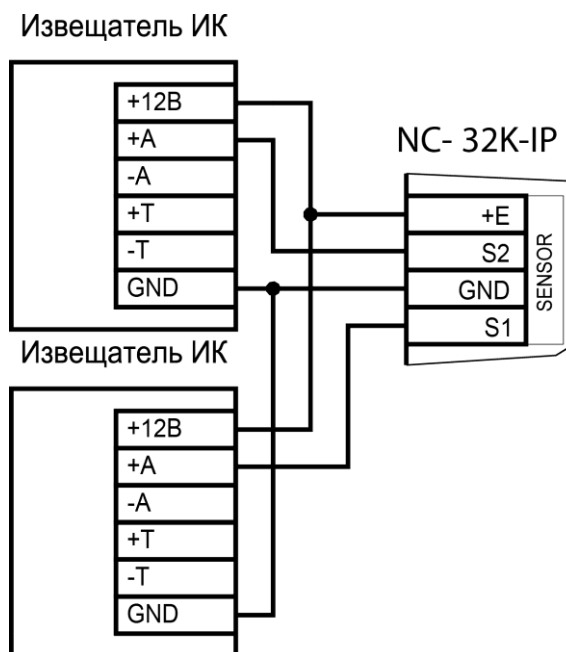 Извещатель ИК
+12В
+A
-A
+T
-T
GND
NC- 32K-IP
+E
S2
GND
S1
SENSOR
Извещатель ИК
+12В
+A
-A
+T
-T
GND